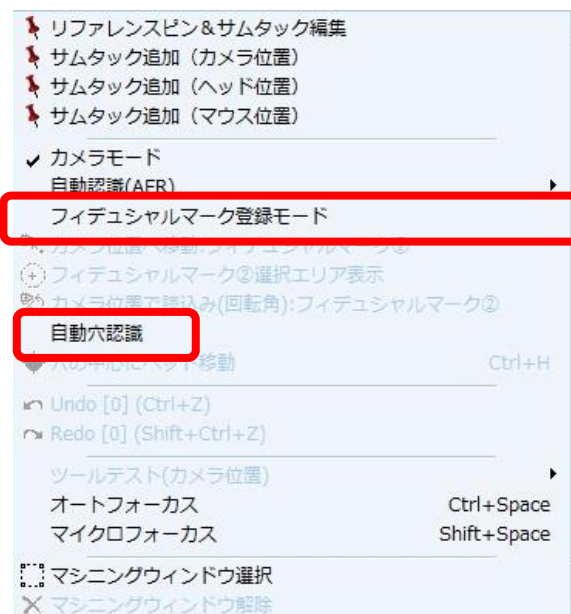 リファレンスピン＆サムタック編集
サムタック追加（カメラ位置）
サムタック追加（ヘッド位置）
サムタック追加（マウス位置）
カメラモード
自動認識(AFR)
フィデュシャルマーク登録モード
カメラ位置へ移動:フィデュシャルマーク①
フィデュシャルマーク②選択エリア表示
カメラ位置で読込み(回転角):フィデュシャルマーク②
自動穴認識
穴の中心にヘッド移動 Ctrl+H
Undo [0] (Ctrl+Z)
Redo [0] (Shift+Ctrl+Z)
ツールテスト(カメラ位置)
オートフォーカス Ctrl+Space
マイクロフォーカス Shift+Space
マシニングウィンドウ選択
マシニングウィンドウ解除